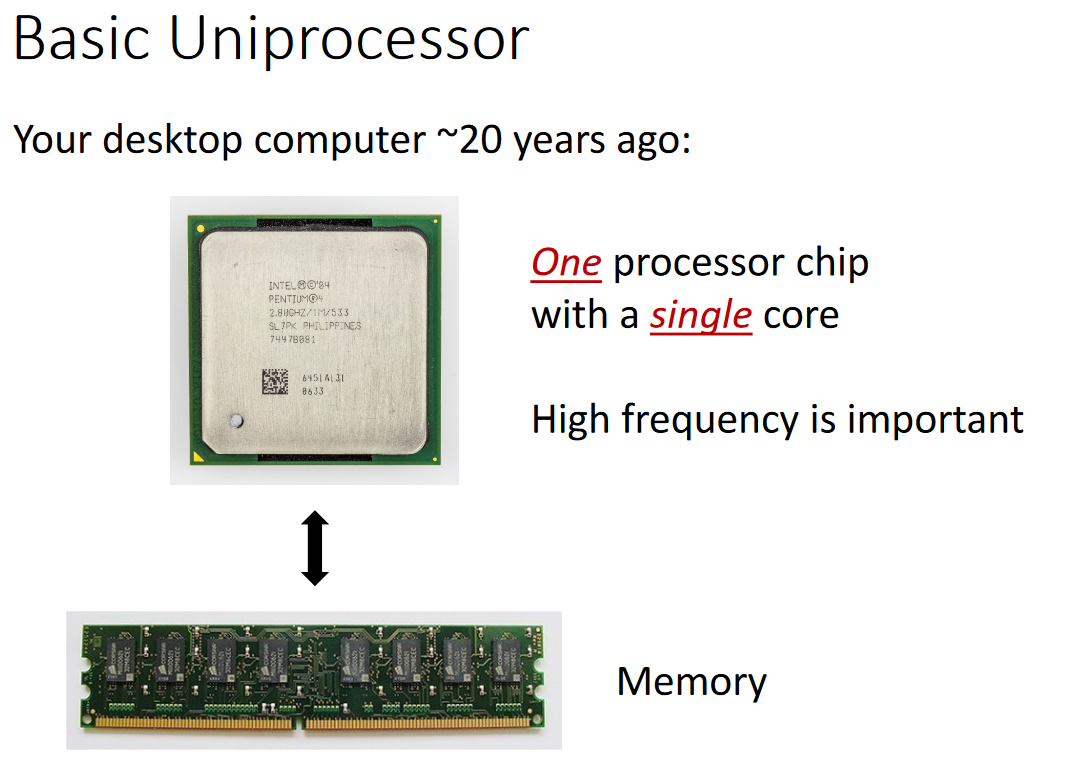 Basic Uniprocessor
Your desktop computer ~20 years ago:
INTEL Ⓜ©'04
PENTIUM®4
2.80GHZ/1M/533
SL7PK PHILIPPINES
7447B081
0633
One processor chip
with a single core
High frequency is important
Memory